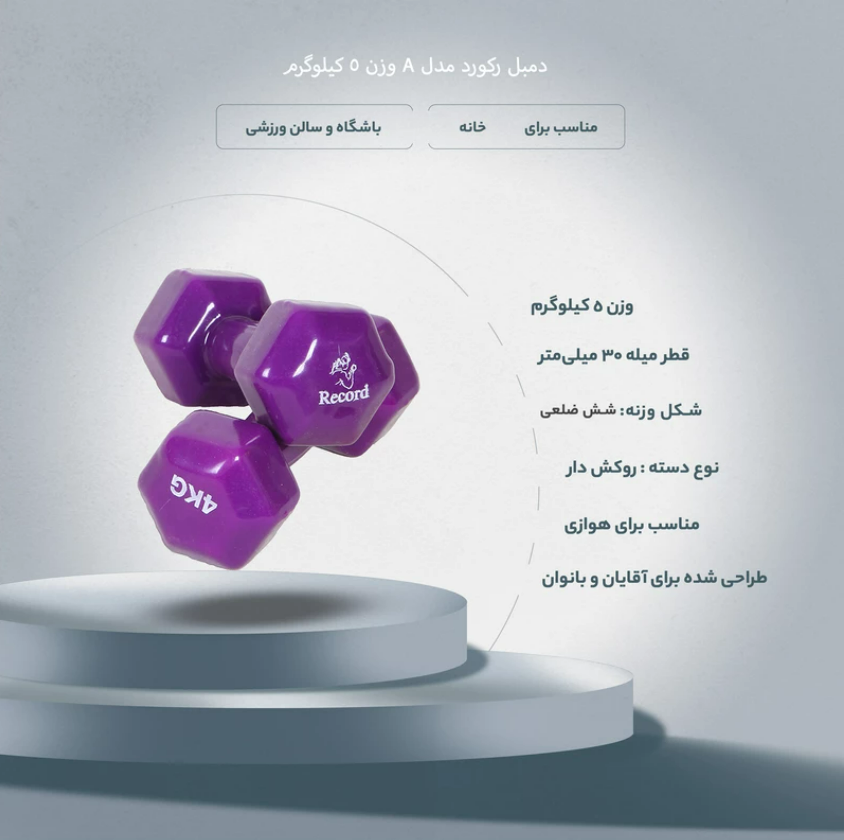 دمبل رکورد مدل A وزن ۵ کیلوگرم
مناسب برای خانه
باشگاه و سالن ورزشی
وزن ۵ کیلوگرم
قطر میله ۳۰ میلی‌متر
شکل وزنه: شش ضلعی
نوع دسته : روکش دار
مناسب برای هوازی
طراحی شده برای آقایان و بانوان
Record
4KG